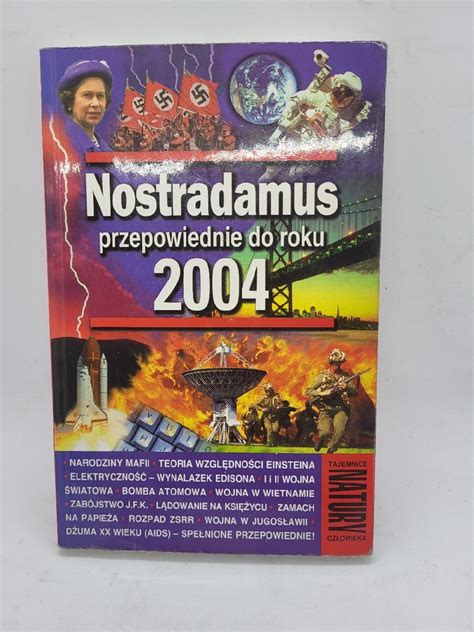 Nostradamus
przepowiednie do roku
2004
• NARODZINY MAFII • TEORIA WZGLĘDNOŚCI EINSTEINA
• ELEKTRYCZNOŚĆ – WYNALAZEK EDISONA • I i II WOJNA
ŚWIATOWA • BOMBA ATOMOWA • WOJNA W WIETNAMIE
• ZABÓJSTWO J.F.K. • LĄDOWANIE NA KSIĘŻYCU • ZAMACH
NA PAPIEŻA • ROZPAD ZSRR • WOJNA W JUGOSŁAWII •
DŻUMA XX WIEKU (AIDS) – SPEŁNIONE PRZEPOWIEDNIE!
TAJEMNICE
NATURY
CZŁOWIEKA